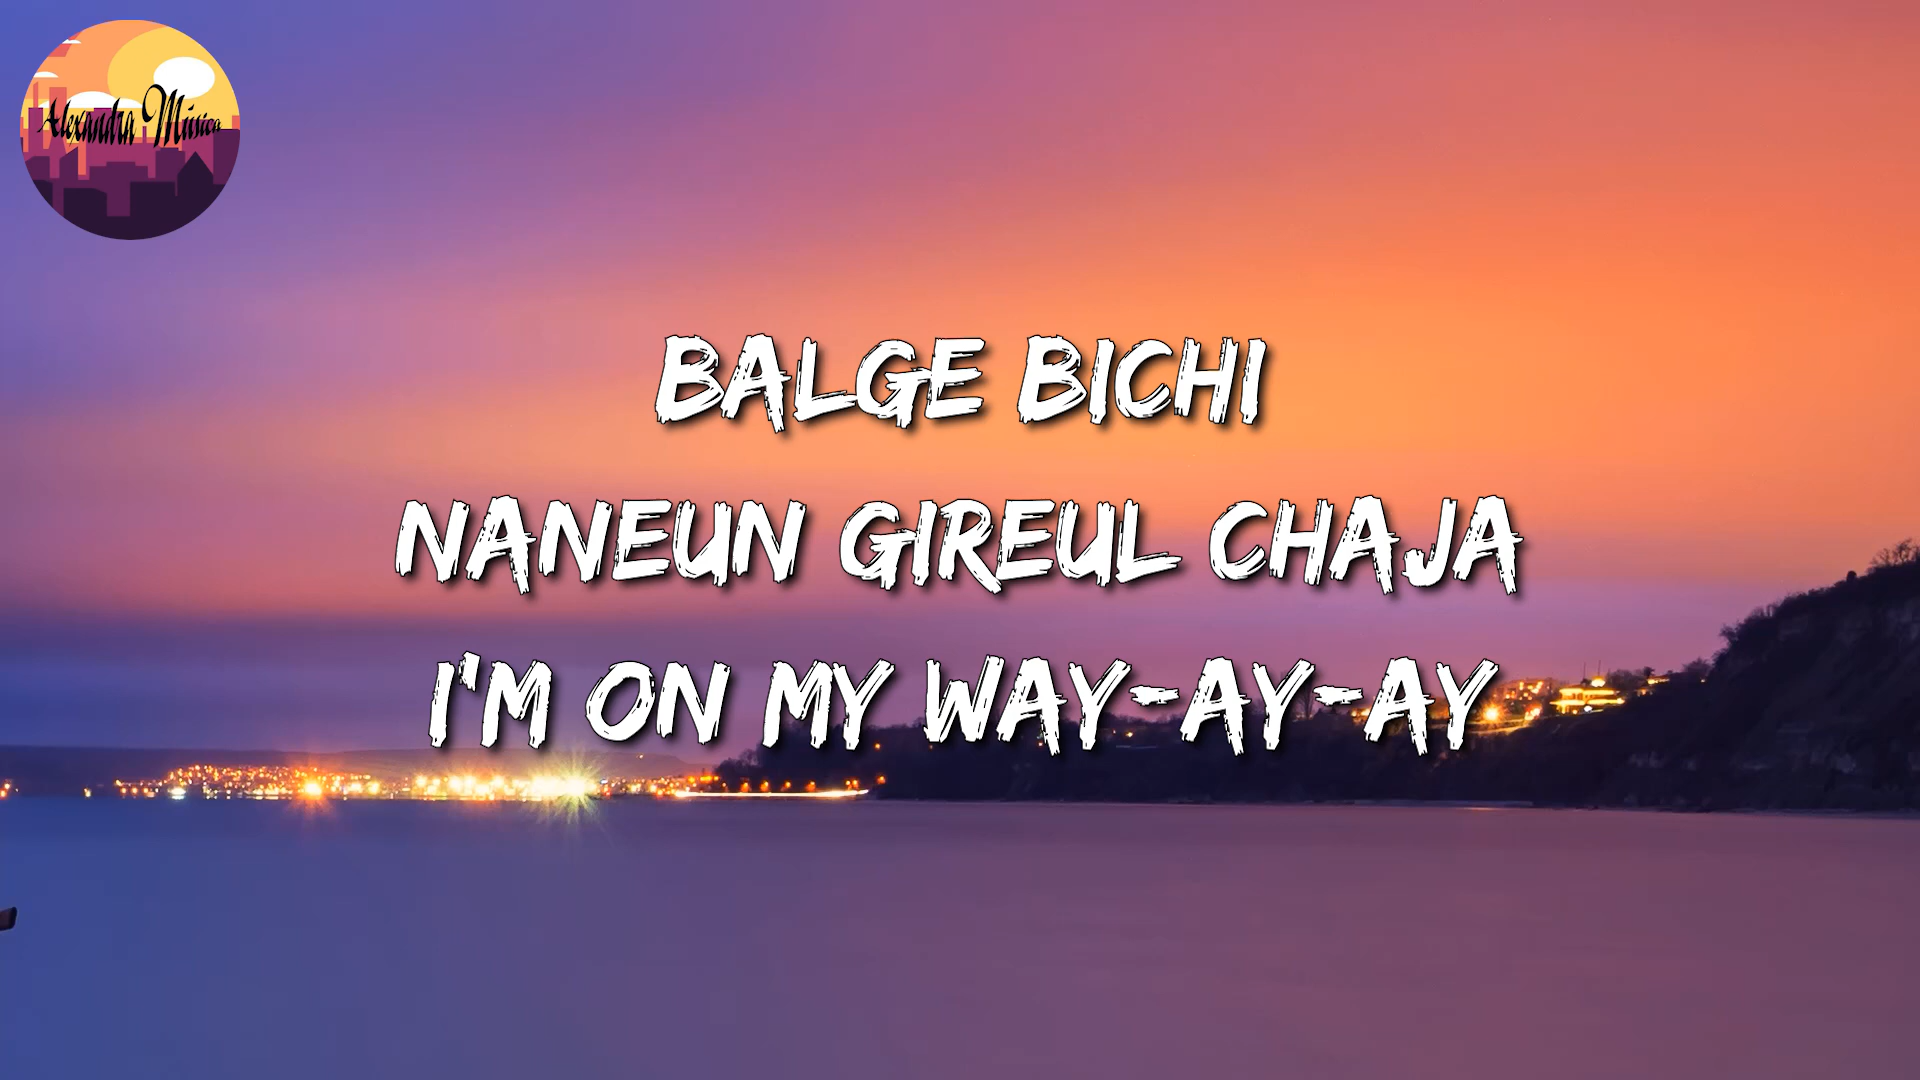 Alexandra Música
BALGE BICHI
NANEUN GIREUL CHAJA
I'M ON MY WAY-AY-AY